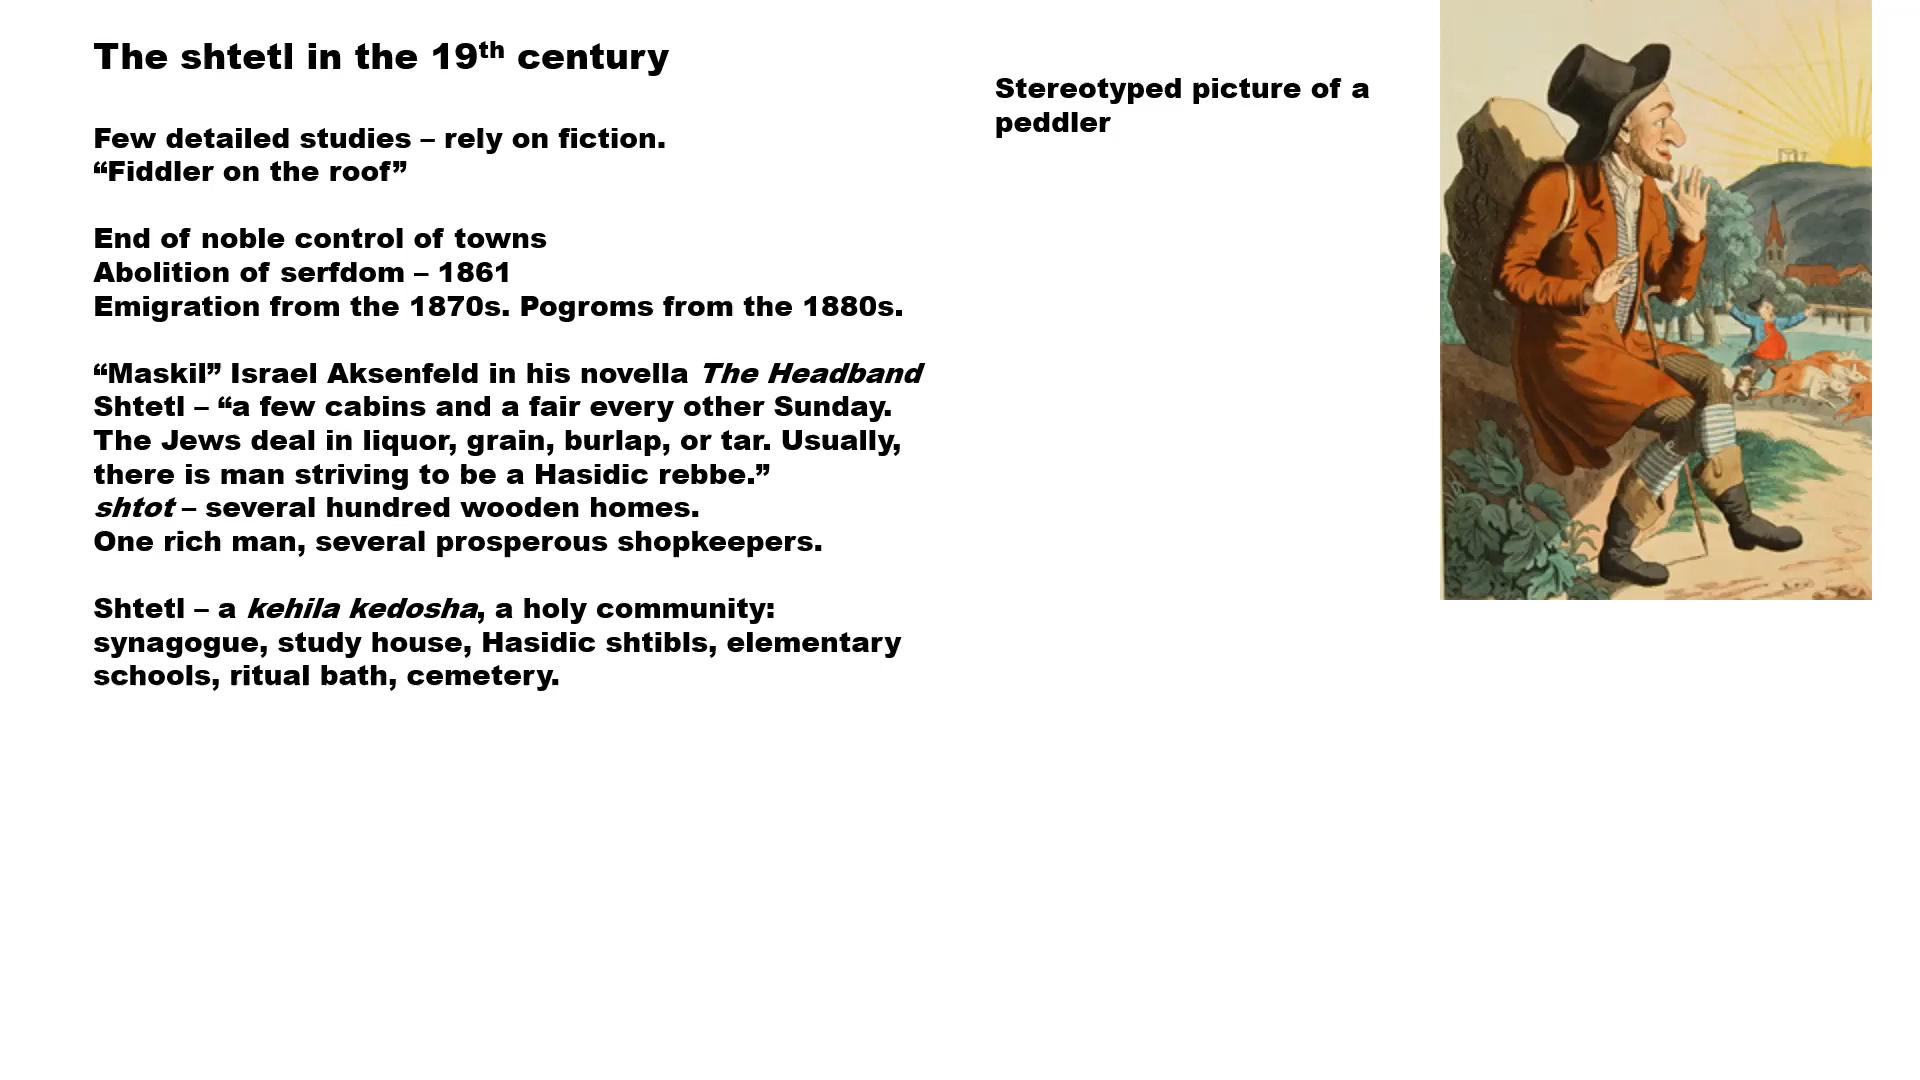 The shtetl in the 19th century
Few detailed studies – rely on fiction.
“Fiddler on the roof”
End of noble control of towns
Abolition of serfdom – 1861
Emigration from the 1870s. Pogroms from the 1880s.
“Maskil” Israel Aksenfeld in his novella The Headband
Shtetl – “a few cabins and a fair every other Sunday.
The Jews deal in liquor, grain, burlap, or tar. Usually,
there is man striving to be a Hasidic rebbe.”
shtot – several hundred wooden homes.
One rich man, several prosperous shopkeepers.
Shtetl – a kehila kedosha, a holy community:
synagogue, study house, Hasidic shtibls, elementary
schools, ritual bath, cemetery.
Stereotyped picture of a
peddler